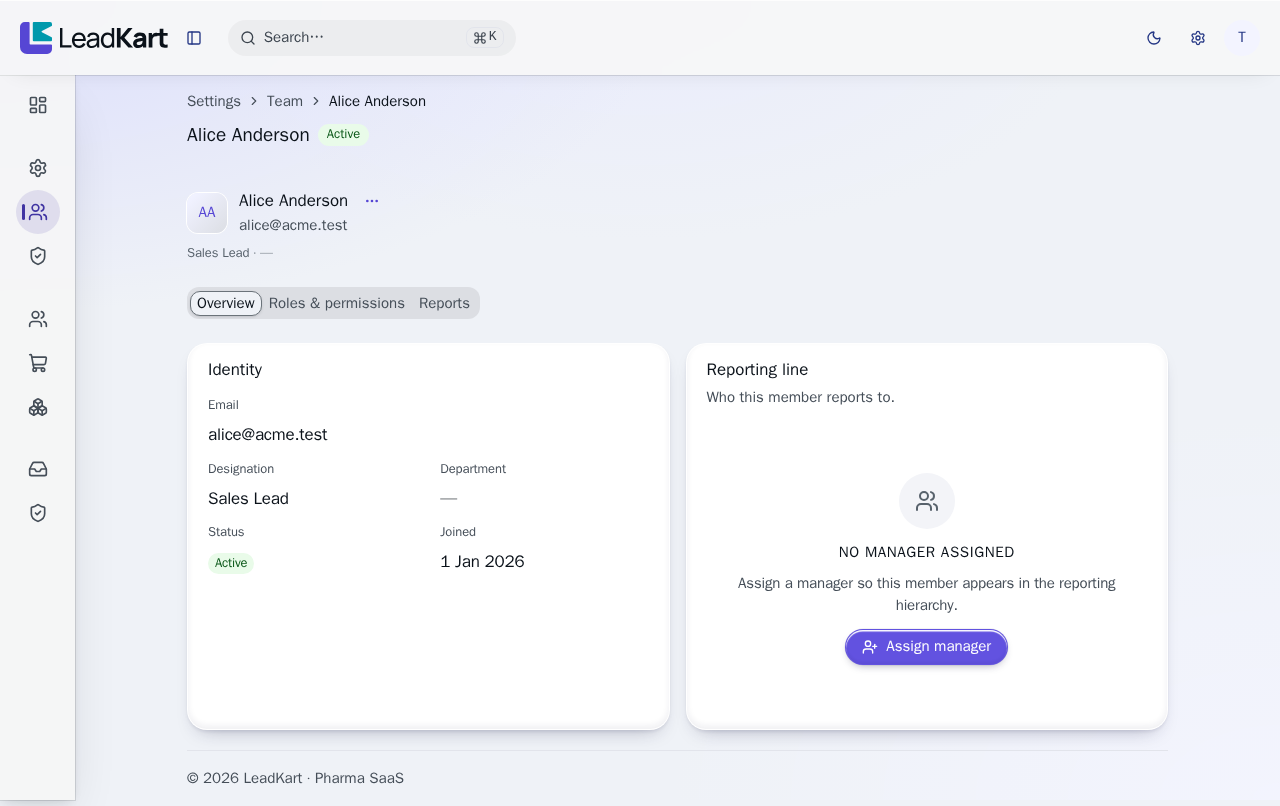 LeadKart
Search...
⌘K
T
Settings > Team > Alice Anderson
Alice Anderson Active
AA
Alice Anderson ...
alice@acme.test
Sales Lead · —
Overview Roles & permissions Reports
Identity
Email
alice@acme.test
Designation Department
Sales Lead —
Status Joined
Active 1 Jan 2026
Reporting line
Who this member reports to.
NO MANAGER ASSIGNED
Assign a manager so this member appears in the reporting
hierarchy.
Assign manager
© 2026 LeadKart · Pharma SaaS